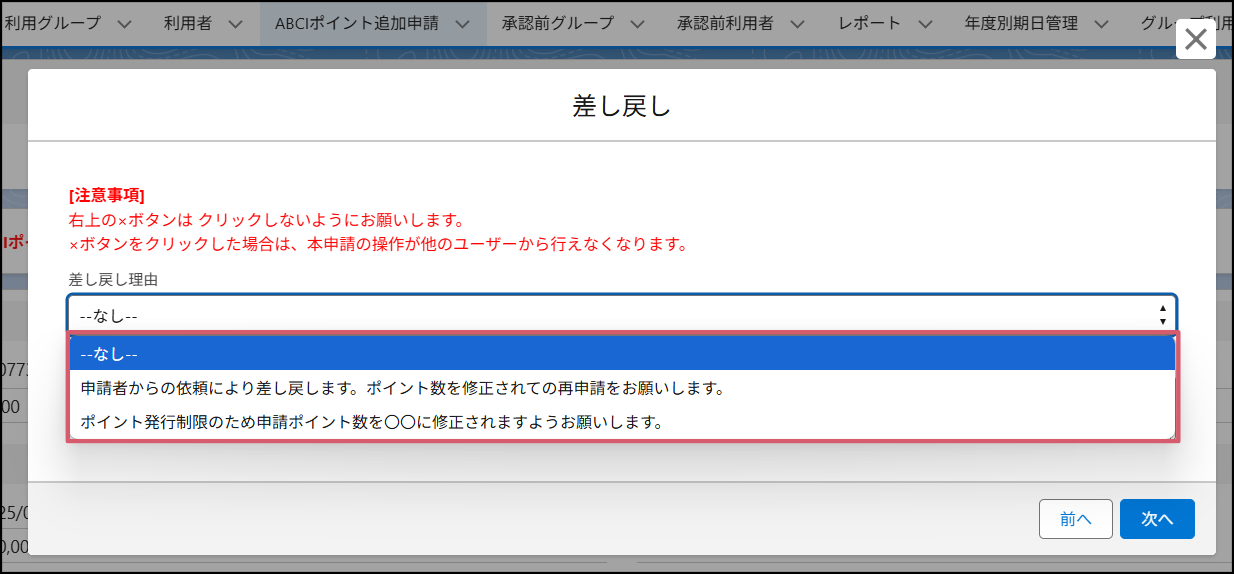 利用グループ 利用者 ABCIポイント追加申請 承認前グループ 承認前利用者 レポート 年度別期日管理 グループ利用
差し戻し
[注意事項]
右上の×ボタンは クリックしないようにお願いします。
×ボタンをクリックした場合は、本申請の操作が他のユーザーから行えなくなります。
Iポ
差し戻し理由
--なし--
--なし--
0773
申請者からの依頼により差し戻します。ポイント数を修正されての再申請をお願いします。
00
ポイント発行制限のため申請ポイント数を〇〇に修正されますようお願いします。
25/0
0,00
前へ 次へ